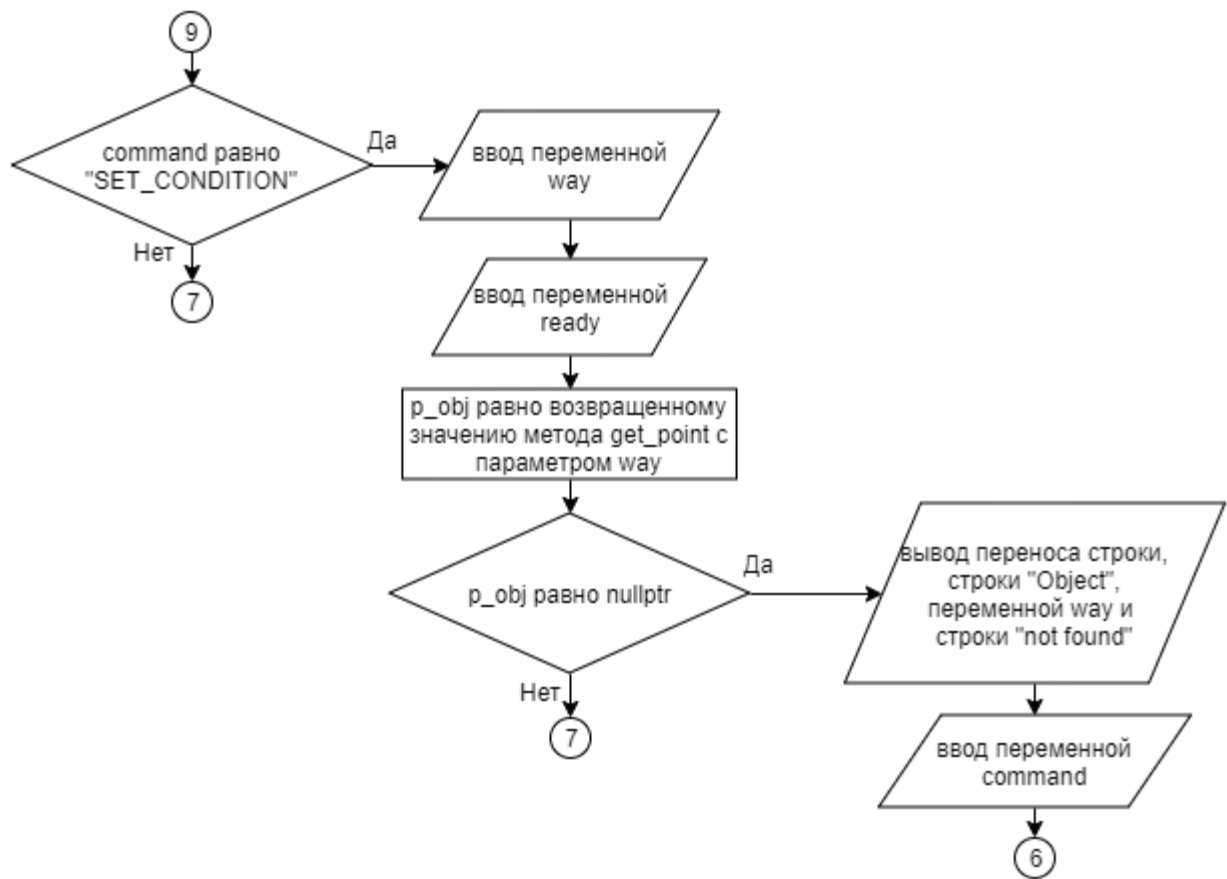 9
command равно
"SET_CONDITION"
Да
ввод переменной
way
Нет
7
ввод переменной
ready
p_obj равно возвращенному
значению метода get_point с
параметром way
p_obj равно nullptr
Да
вывод переноса строки,
строки "Object",
переменной way и
строки "not found"
Нет
7
ввод переменной
command
6